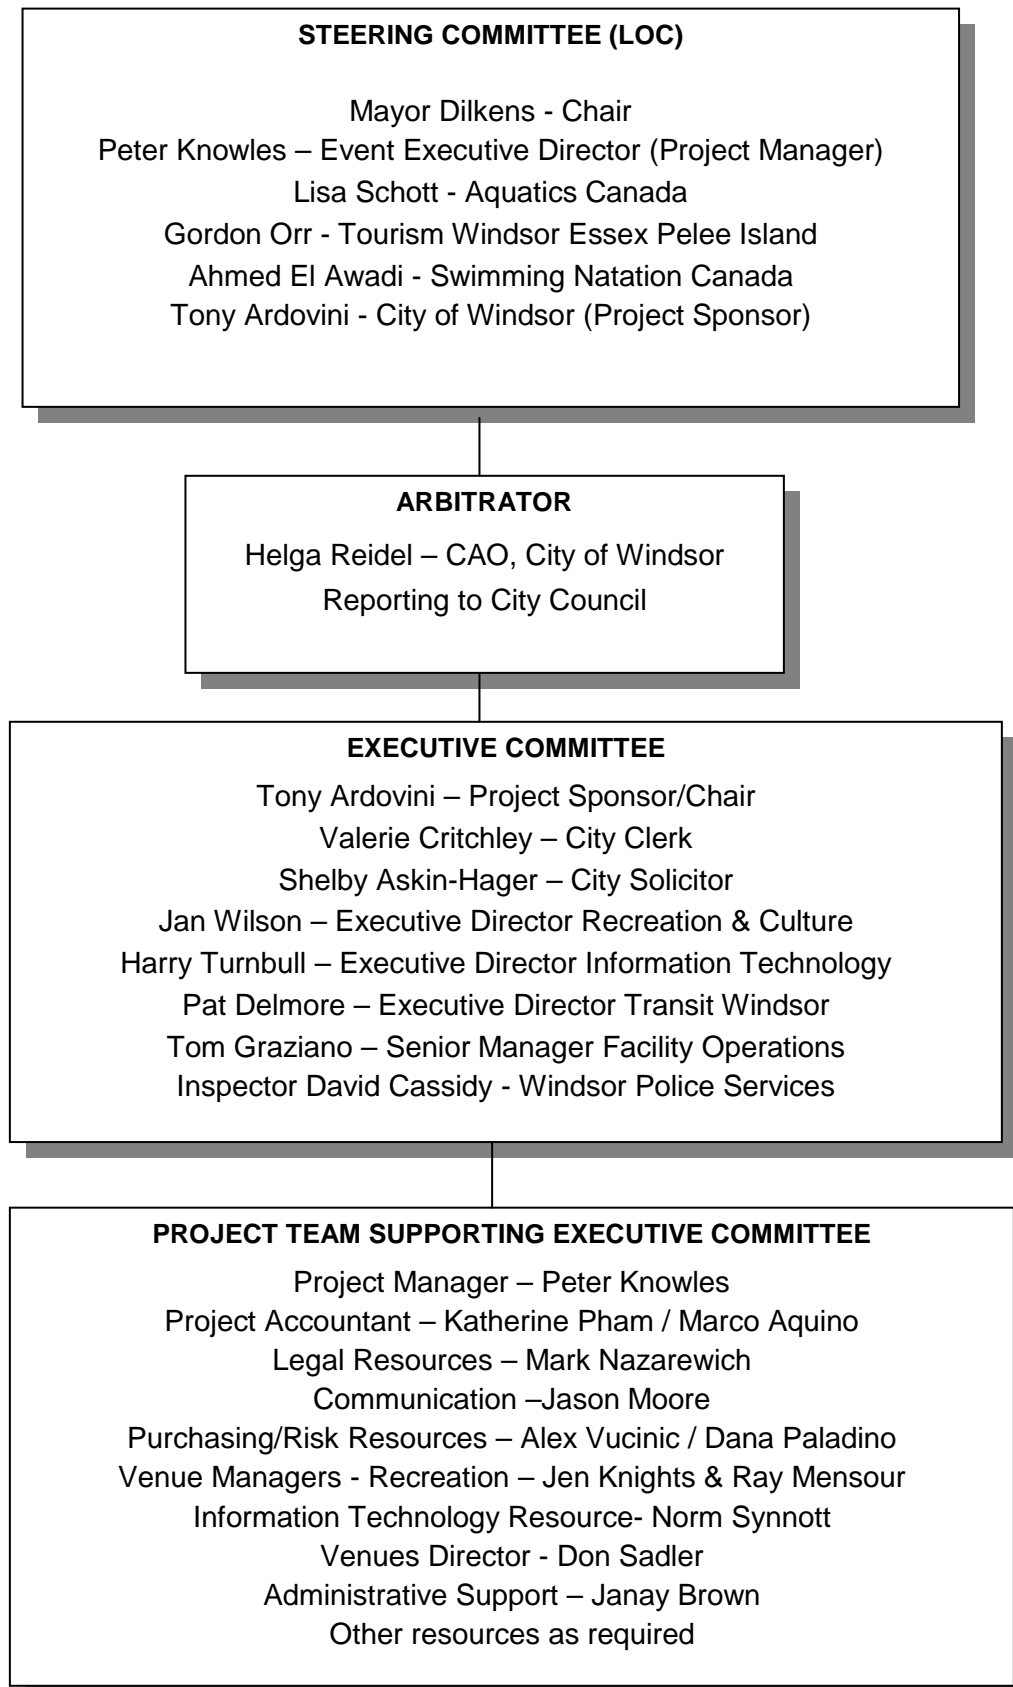 STEERING COMMITTEE (LOC)
Mayor Dilkens - Chair
Peter Knowles – Event Executive Director (Project Manager)
Lisa Schott - Aquatics Canada
Gordon Orr - Tourism Windsor Essex Pelee Island
Ahmed El Awadi - Swimming Natation Canada
Tony Ardovini - City of Windsor (Project Sponsor)
ARBITRATOR
Helga Reidel – CAO, City of Windsor
Reporting to City Council
EXECUTIVE COMMITTEE
Tony Ardovini – Project Sponsor/Chair
Valerie Critchley – City Clerk
Shelby Askin-Hager – City Solicitor
Jan Wilson – Executive Director Recreation & Culture
Harry Turnbull – Executive Director Information Technology
Pat Delmore – Executive Director Transit Windsor
Tom Graziano – Senior Manager Facility Operations
Inspector David Cassidy - Windsor Police Services
PROJECT TEAM SUPPORTING EXECUTIVE COMMITTEE
Project Manager – Peter Knowles
Project Accountant – Katherine Pham / Marco Aquino
Legal Resources – Mark Nazarewich
Communication –Jason Moore
Purchasing/Risk Resources – Alex Vucinic / Dana Paladino
Venue Managers - Recreation – Jen Knights & Ray Mensour
Information Technology Resource- Norm Synnott
Venues Director - Don Sadler
Administrative Support – Janay Brown
Other resources as required